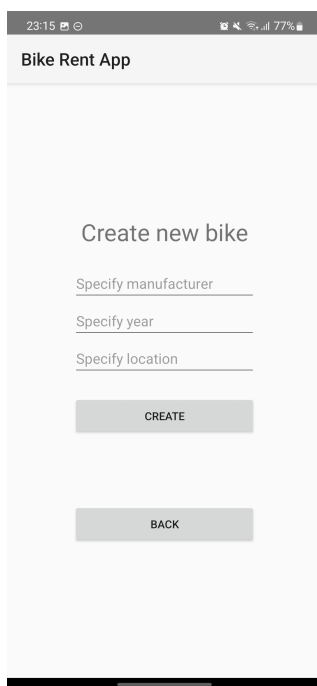 23:15 77%
Bike Rent App
Create new bike
Specify manufacturer
Specify year
Specify location
CREATE
BACK